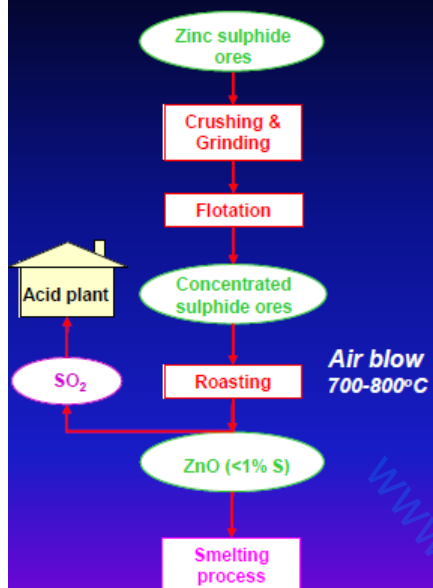 Zinc sulphide
ores
Crushing &
Grinding
Flotation
Concentrated
sulphide ores
Acid plant
Air blow
700-800°C
SO₂
Roasting
ZnO (<1% S)
www
Smelting
process